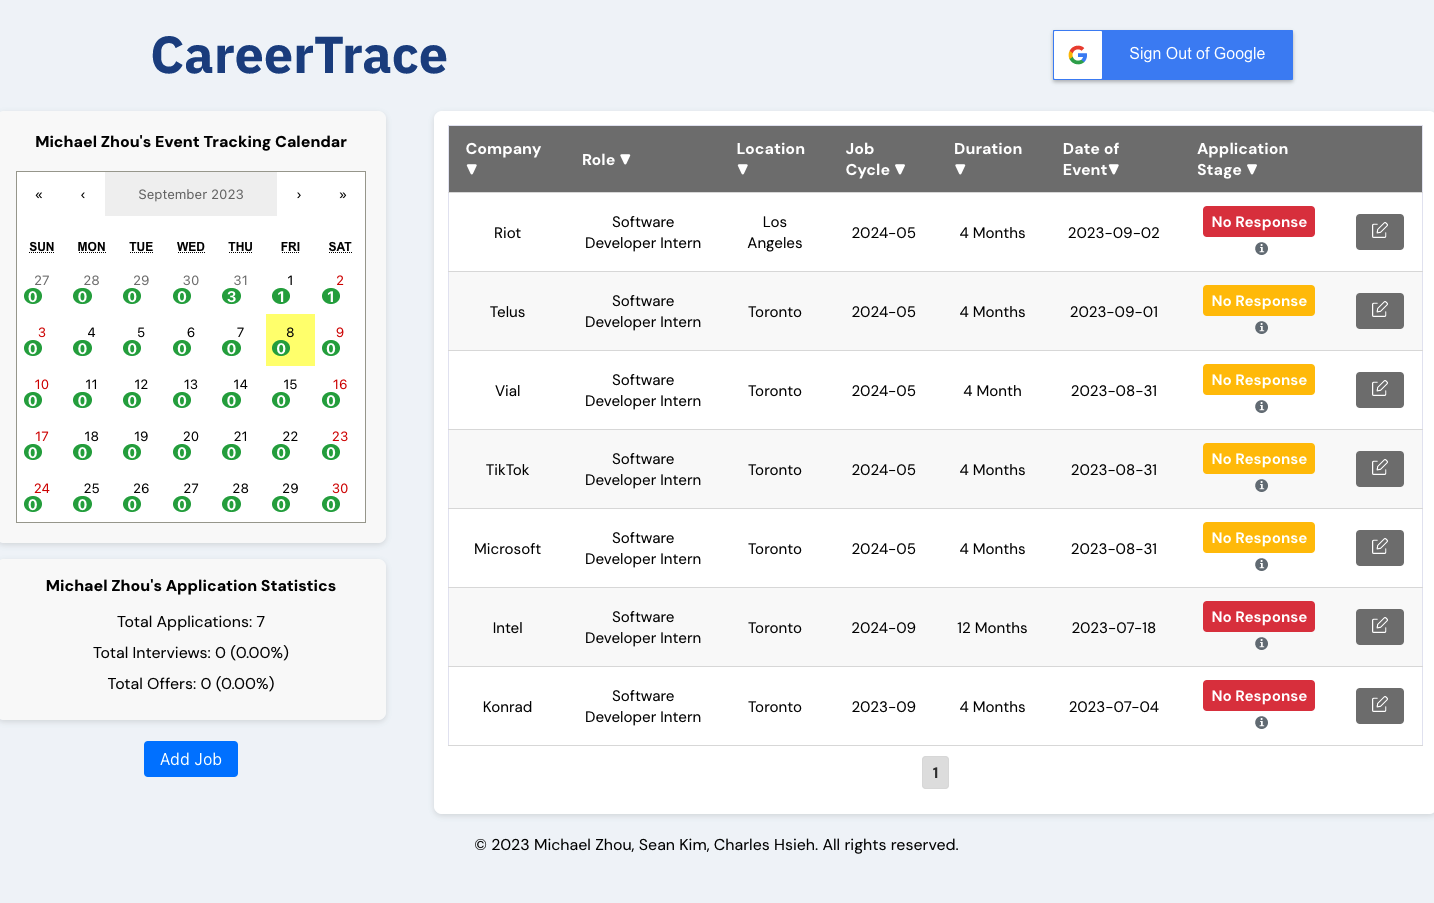 CareerTrace
Sign Out of Google
Michael Zhou's Event Tracking Calendar
« ‹ September 2023 › »
SUN MON TUE WED THU FRI SAT
27 28 29 30 31 1 2
0 0 0 0 3 1 1
3 4 5 6 7 8 9
0 0 0 0 0 0 0
10 11 12 13 14 15 16
0 0 0 0 0 0 0
17 18 19 20 21 22 23
0 0 0 0 0 0 0
24 25 26 27 28 29 30
0 0 0 0 0 0 0
Michael Zhou's Application Statistics
Total Applications: 7
Total Interviews: 0 (0.00%)
Total Offers: 0 (0.00%)
Add Job
Company ▼ Role ▼ Location ▼ Job Cycle ▼ Duration ▼ Date of Event▼ Application Stage ▼
Riot Software Developer Intern Los Angeles 2024-05 4 Months 2023-09-02 No Response
Telus Software Developer Intern Toronto 2024-05 4 Months 2023-09-01 No Response
Vial Software Developer Intern Toronto 2024-05 4 Month 2023-08-31 No Response
TikTok Software Developer Intern Toronto 2024-05 4 Months 2023-08-31 No Response
Microsoft Software Developer Intern Toronto 2024-05 4 Months 2023-08-31 No Response
Intel Software Developer Intern Toronto 2024-09 12 Months 2023-07-18 No Response
Konrad Software Developer Intern Toronto 2023-09 4 Months 2023-07-04 No Response
1
© 2023 Michael Zhou, Sean Kim, Charles Hsieh. All rights reserved.